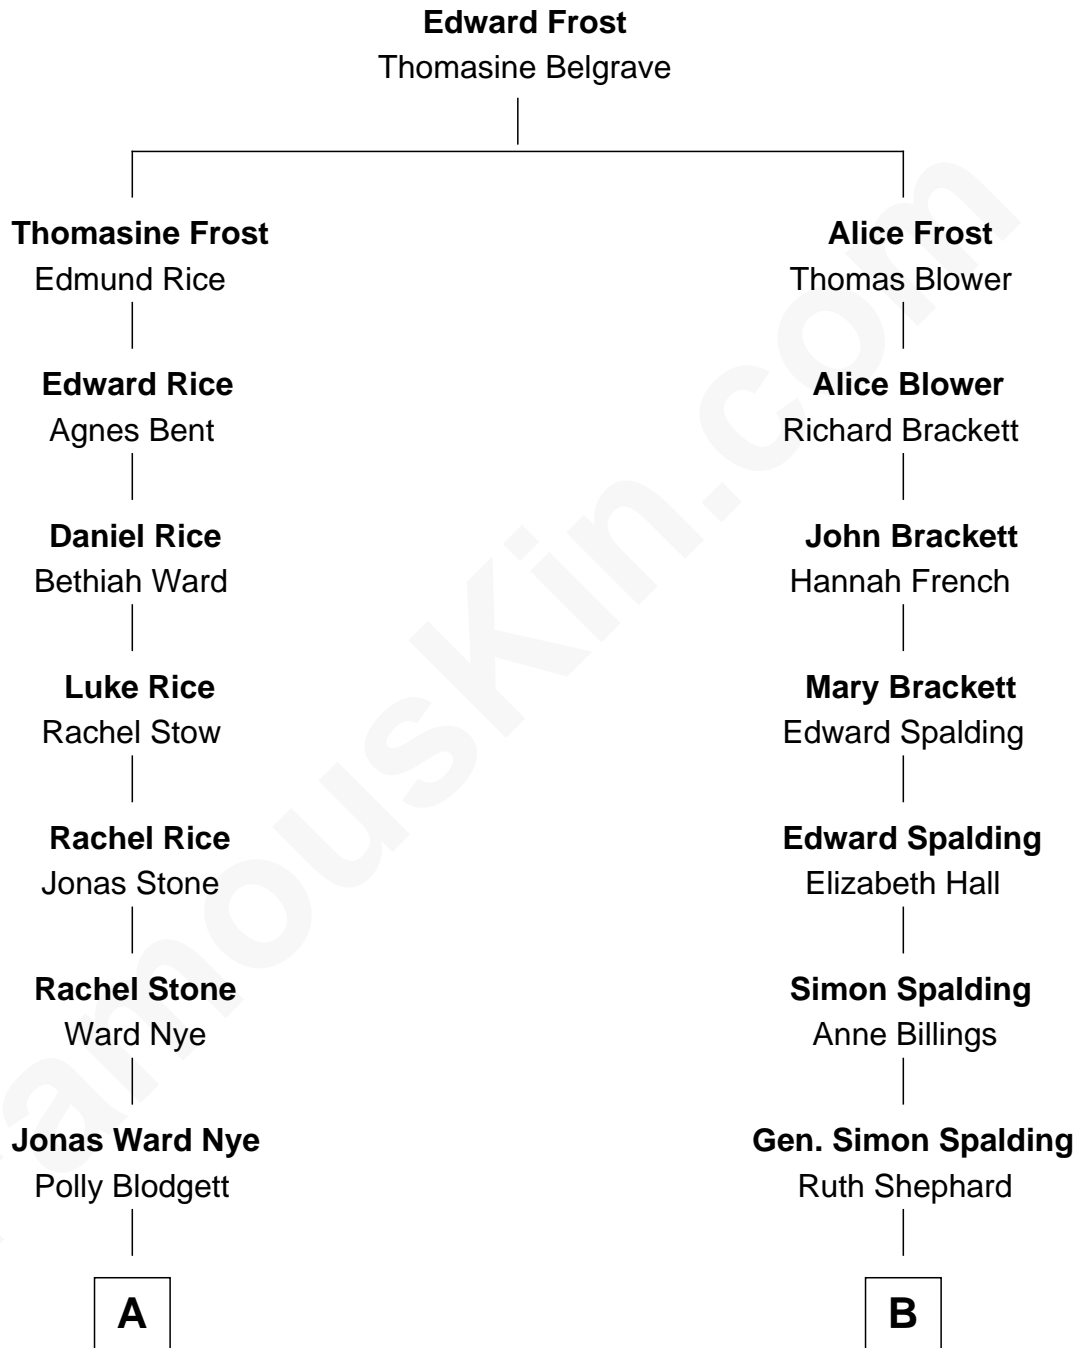 Edward Frost
Thomasine Belgrave
Thomasine Frost
Edmund Rice
Edward Rice
Agnes Bent
Daniel Rice
Bethiah Ward
Luke Rice
Rachel Stow
Rachel Rice
Jonas Stone
Rachel Stone
Ward Nye
Jonas Ward Nye
Polly Blodgett
A
Alice Frost
Thomas Blower
Alice Blower
Richard Brackett
John Brackett
Hannah French
Mary Brackett
Edward Spalding
Edward Spalding
Elizabeth Hall
Simon Spalding
Anne Billings
Gen. Simon Spalding
Ruth Shephard
B
FamousKin.com